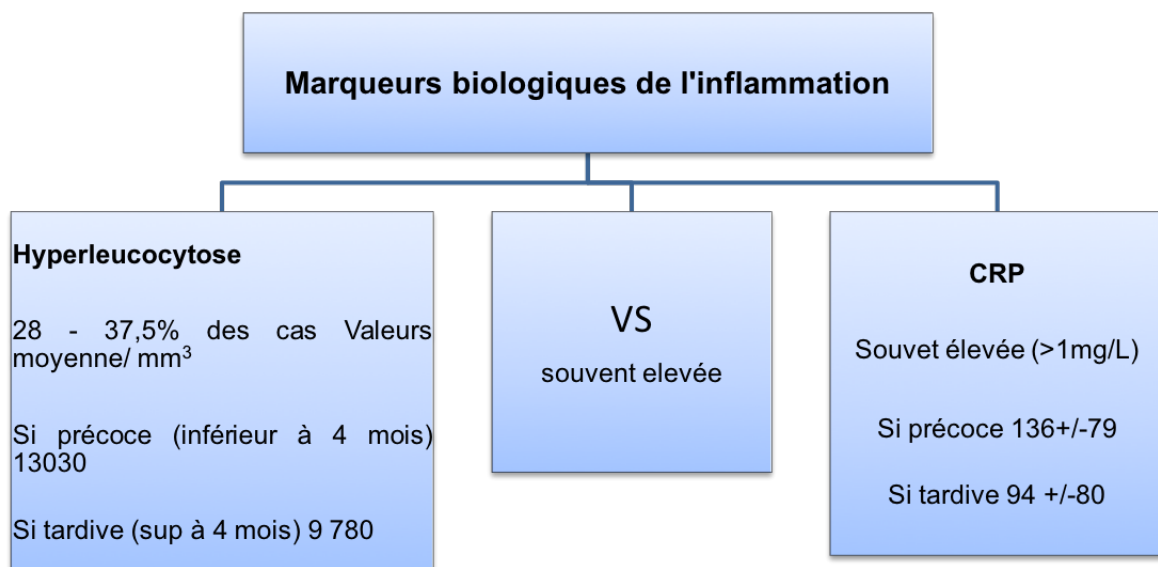 Marqueurs biologiques de l'inflammation
Hyperleucocytose
28 - 37,5% des cas Valeurs
moyenne/ mm³
Si précoce (inférieur à 4 mois)
13030
Si tardive (sup à 4 mois) 9 780
VS
souvent elevée
CRP
Souvet élevée (>1mg/L)
Si précoce 136+/-79
Si tardive 94 +/-80